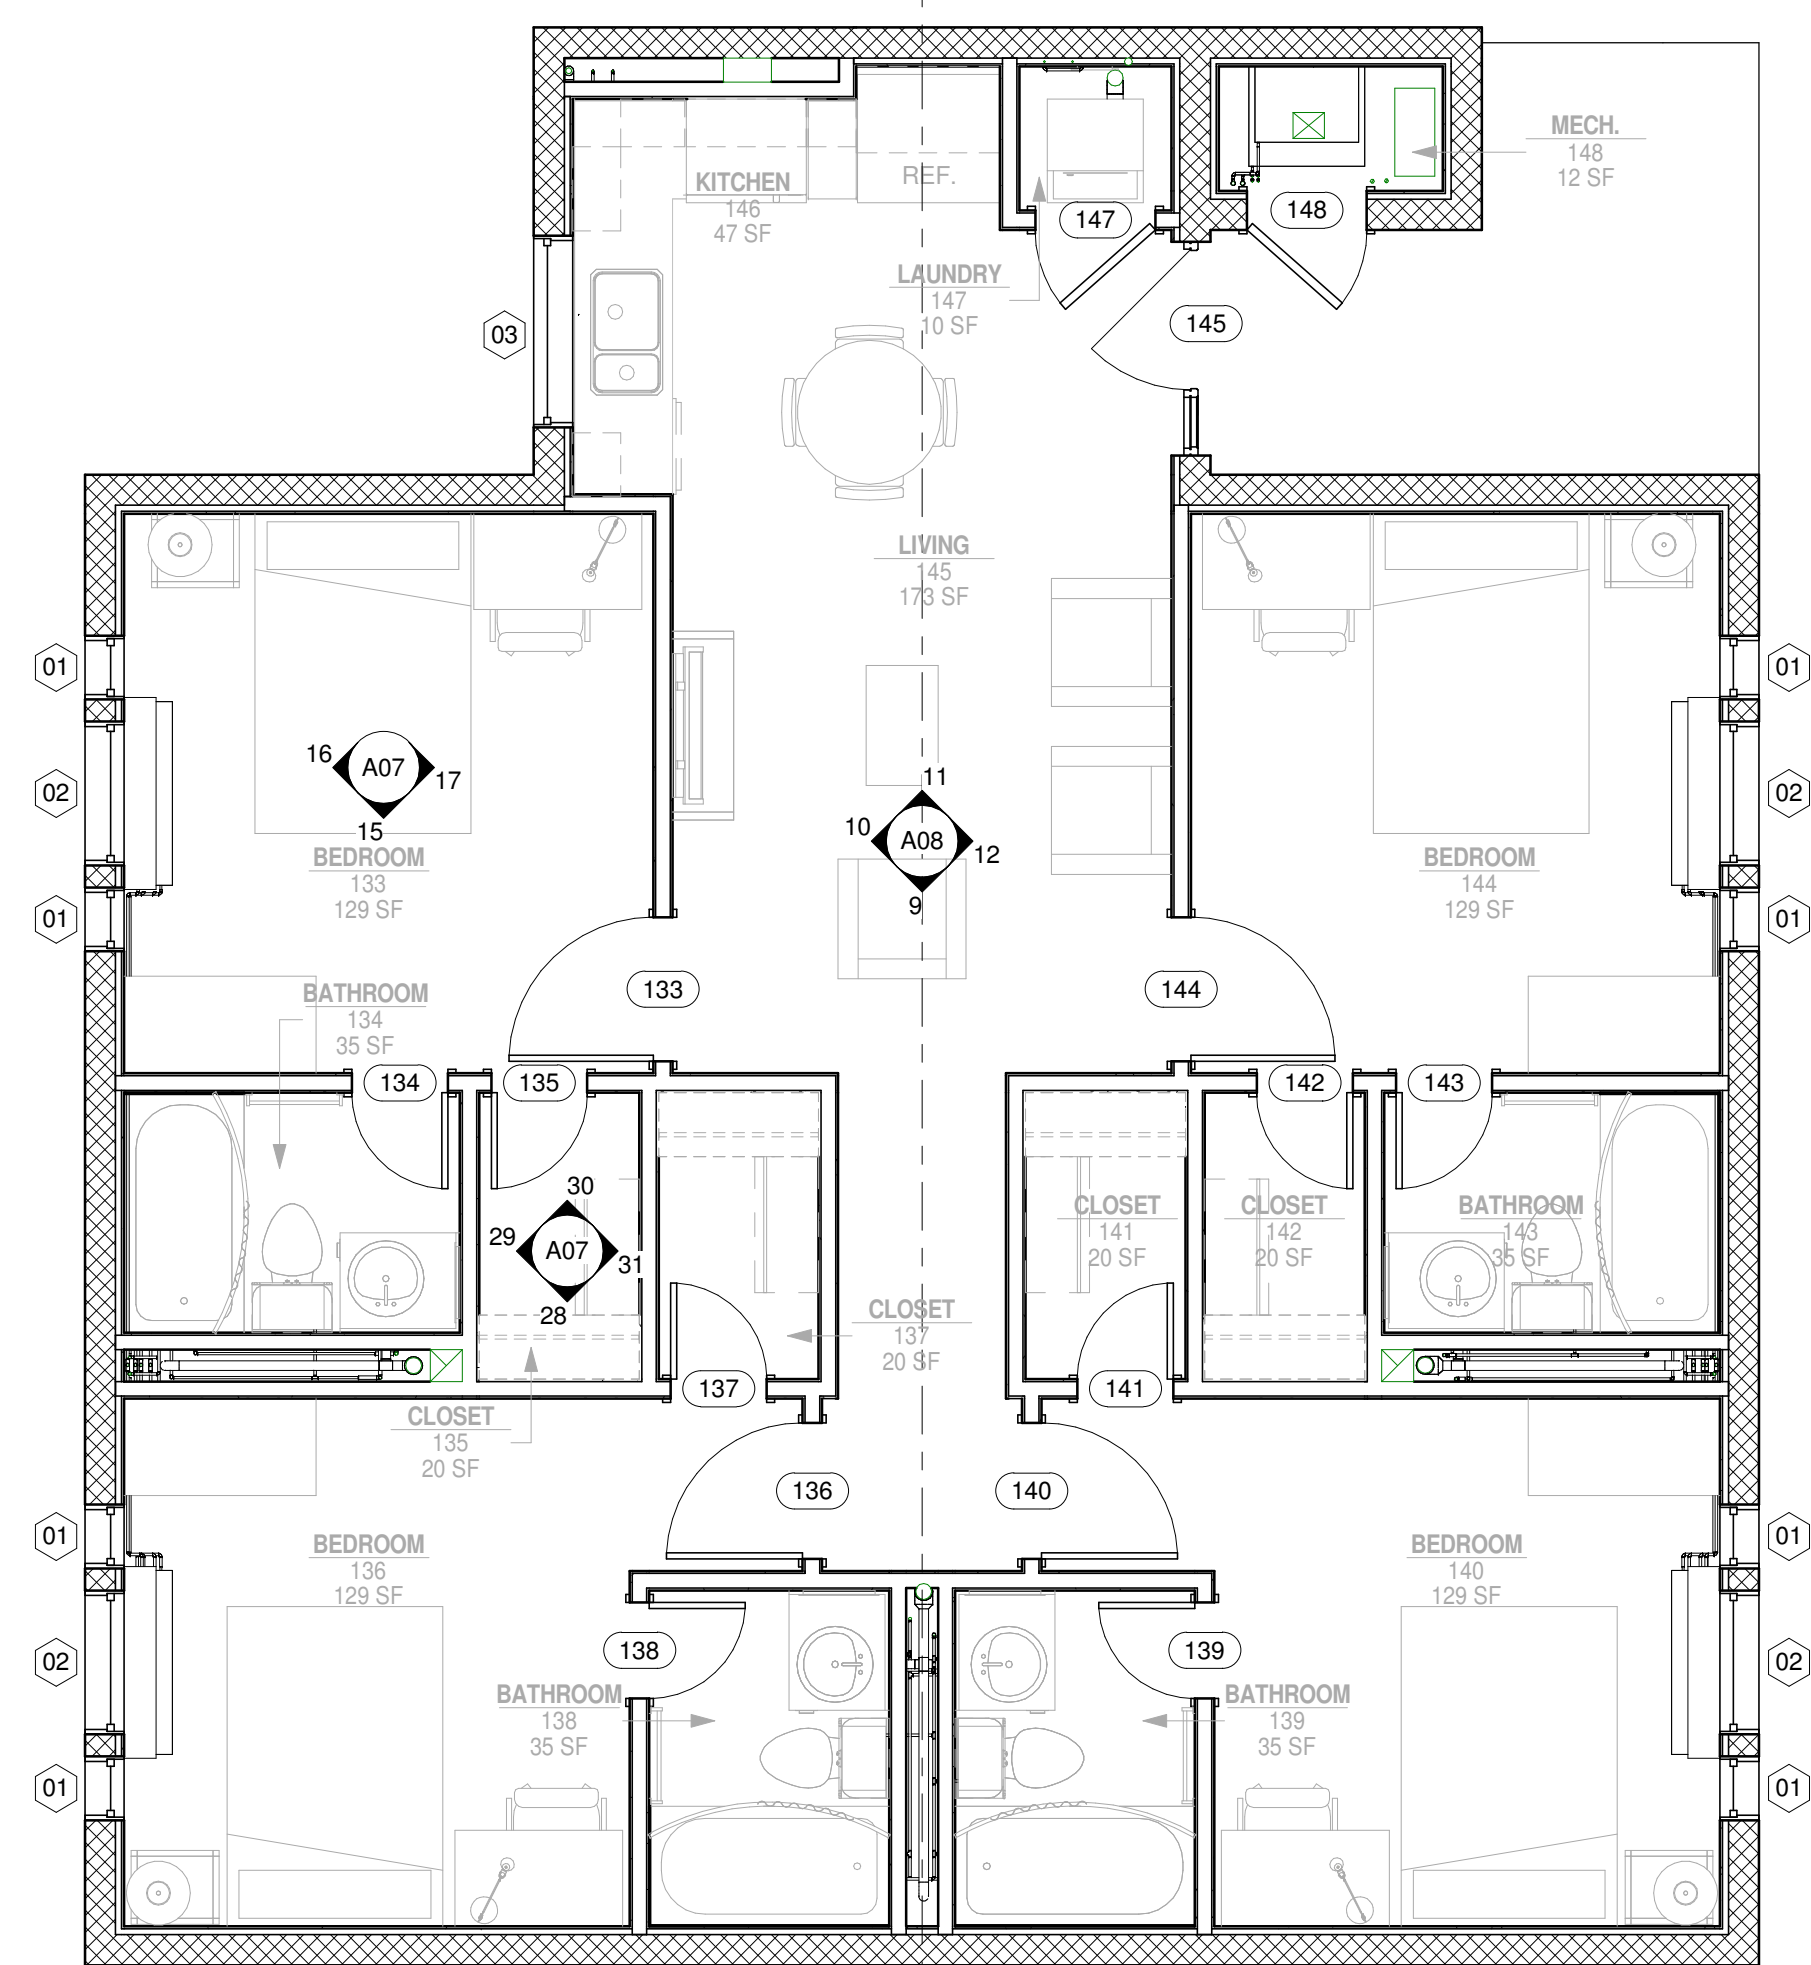 MECH.
148
12 SF
KITCHEN
146
47 SF
REF.
147
148
LAUNDRY
147
10 SF
145
03
LIVING
145
173 SF
01
01
16
A07
17
15
02
02
11
10
A08
12
9
BEDROOM
133
129 SF
BEDROOM
144
129 SF
01
01
133
144
BATHROOM
134
35 SF
134
135
142
143
30
29
A07
31
28
CLOSET
141
20 SF
CLOSET
142
20 SF
BATHROOM
143
35 SF
CLOSET
137
20 SF
137
141
CLOSET
135
20 SF
136
140
01
01
BEDROOM
136
129 SF
BEDROOM
140
129 SF
138
139
02
02
BATHROOM
138
35 SF
BATHROOM
139
35 SF
01
01